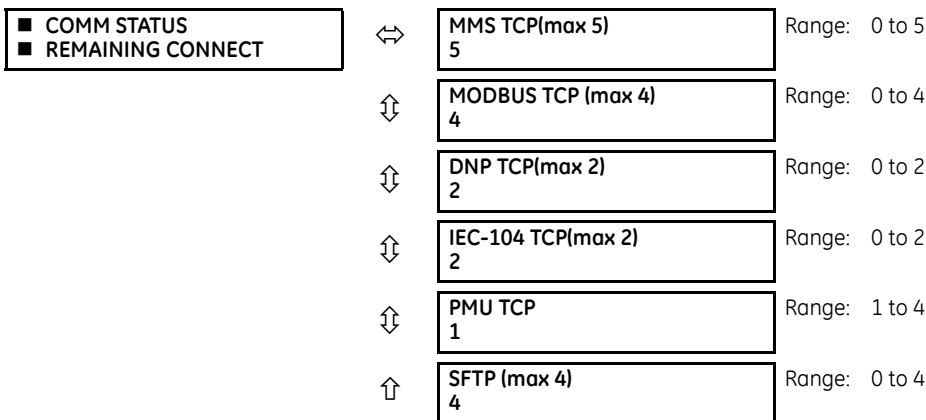 ■ COMM STATUS
■ REMAINING CONNECT
MMS TCP(max 5)
5
Range: 0 to 5
MODBUS TCP (max 4)
4
Range: 0 to 4
DNP TCP(max 2)
2
Range: 0 to 2
IEC-104 TCP(max 2)
2
Range: 0 to 2
PMU TCP
1
Range: 1 to 4
SFTP (max 4)
4
Range: 0 to 4